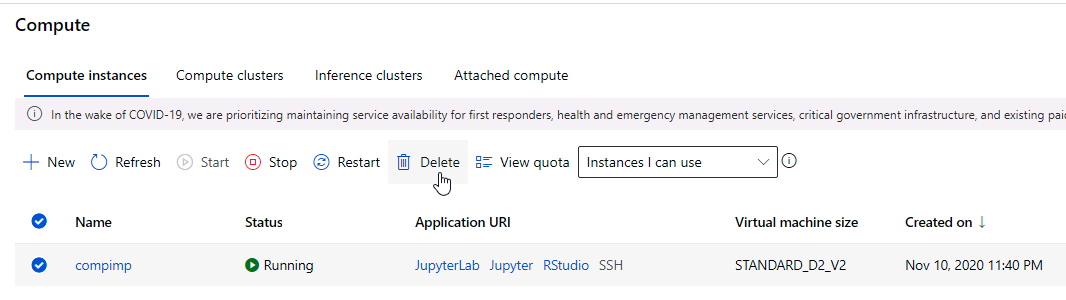 Compute
Compute instances Compute clusters Inference clusters Attached compute
In the wake of COVID-19, we are prioritizing maintaining service availability for first responders, health and emergency management services, critical government infrastructure, and existing paid
New Refresh Start Stop Restart Delete View quota Instances I can use
Name Status Application URI Virtual machine size Created on ↓
compimp Running JupyterLab Jupyter RStudio SSH STANDARD_D2_V2 Nov 10, 2020 11:40 PM